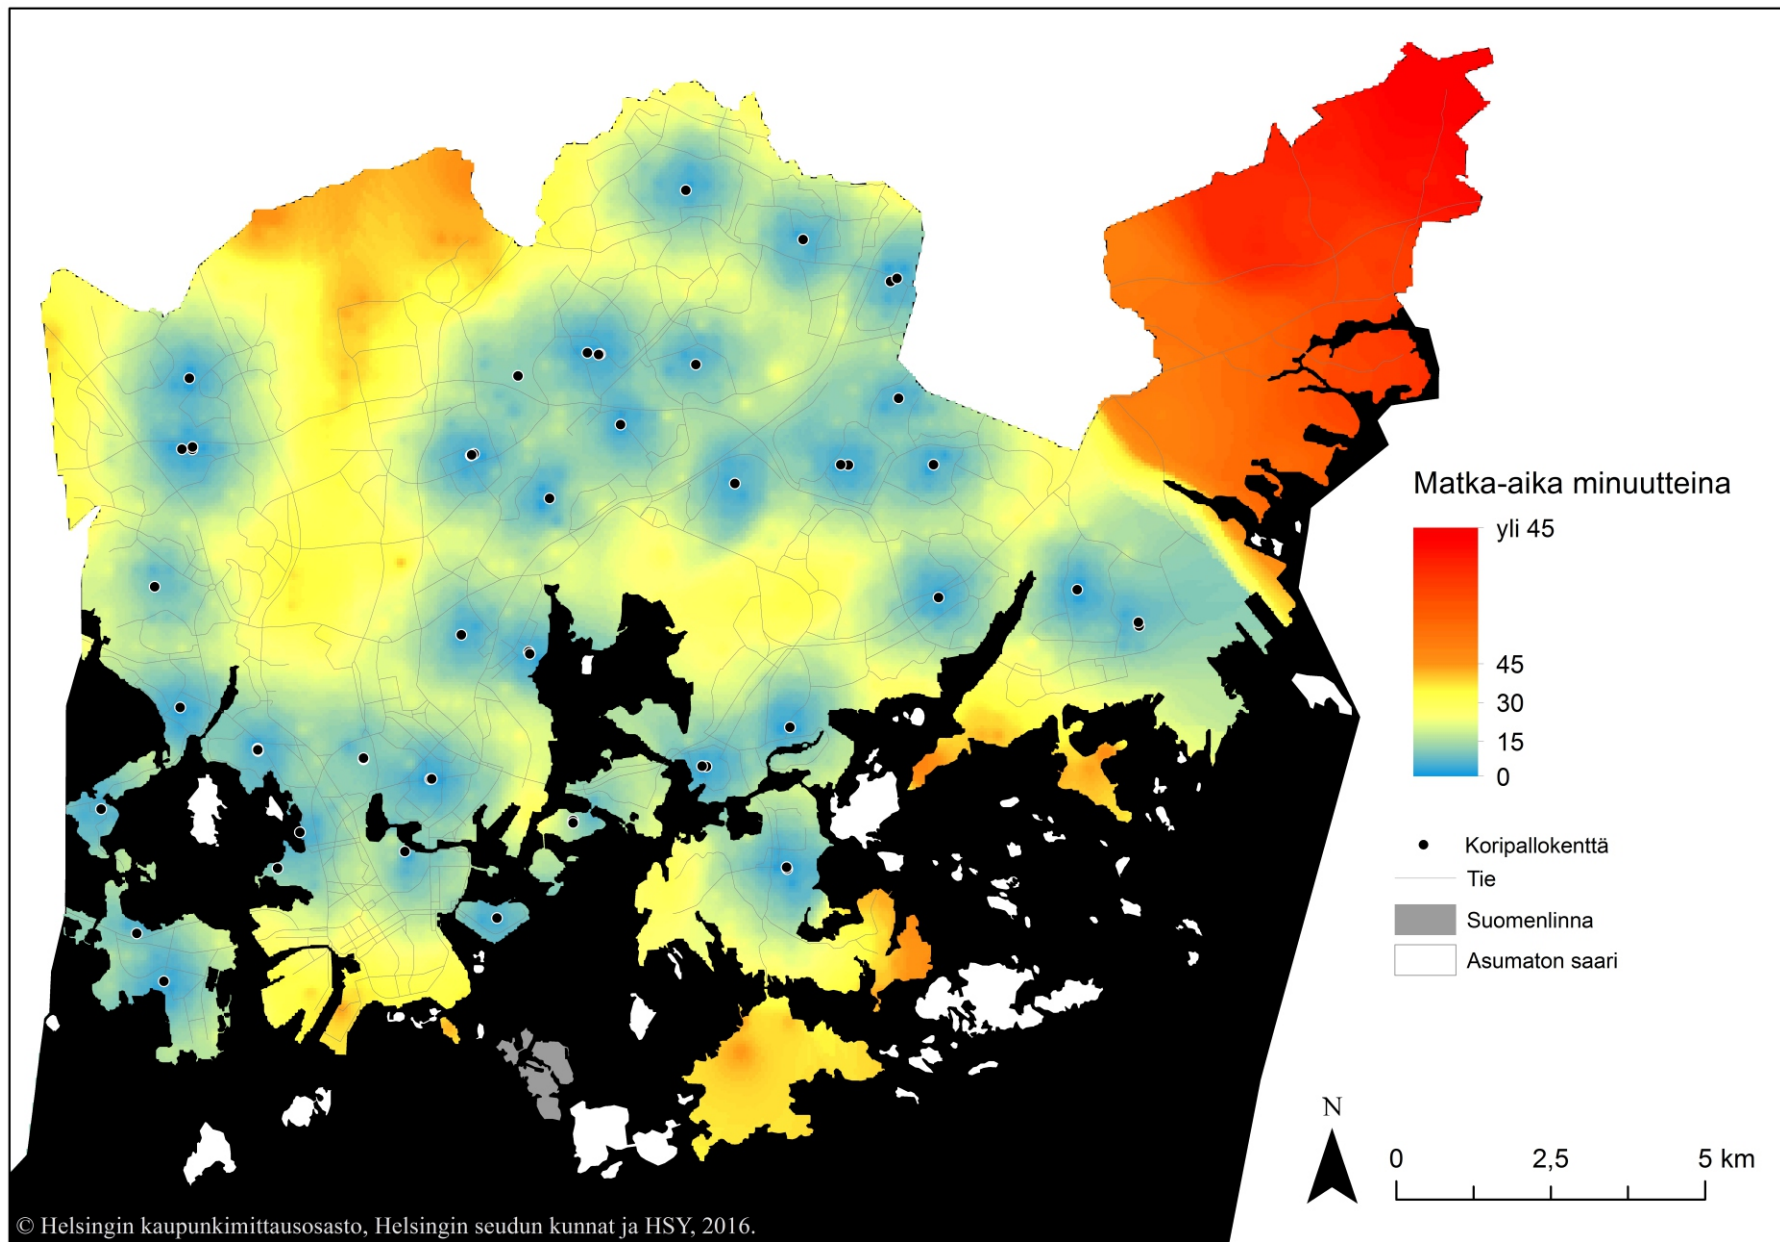 Matka-aika minuutteina
yli 45
45
30
15
0
Koripallokenttä
Tie
Suomenlinna
Asumaton saari
N
0 2,5 5 km
© Helsingin kaupunkimittausosasto, Helsingin seudun kunnat ja HSY, 2016.